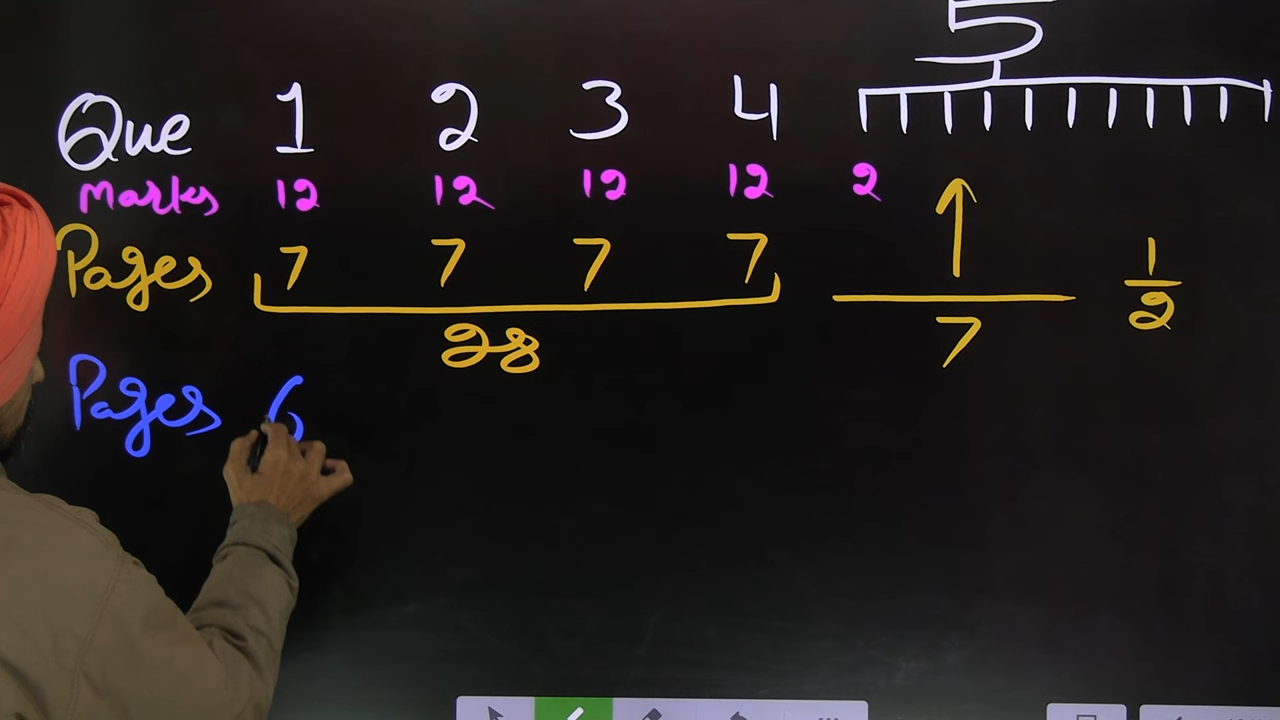 5
Que 1 2 3 4
Marks 12 12 12 12 2
Pages 7 7 7 7
28 7 1/2
Pages 6